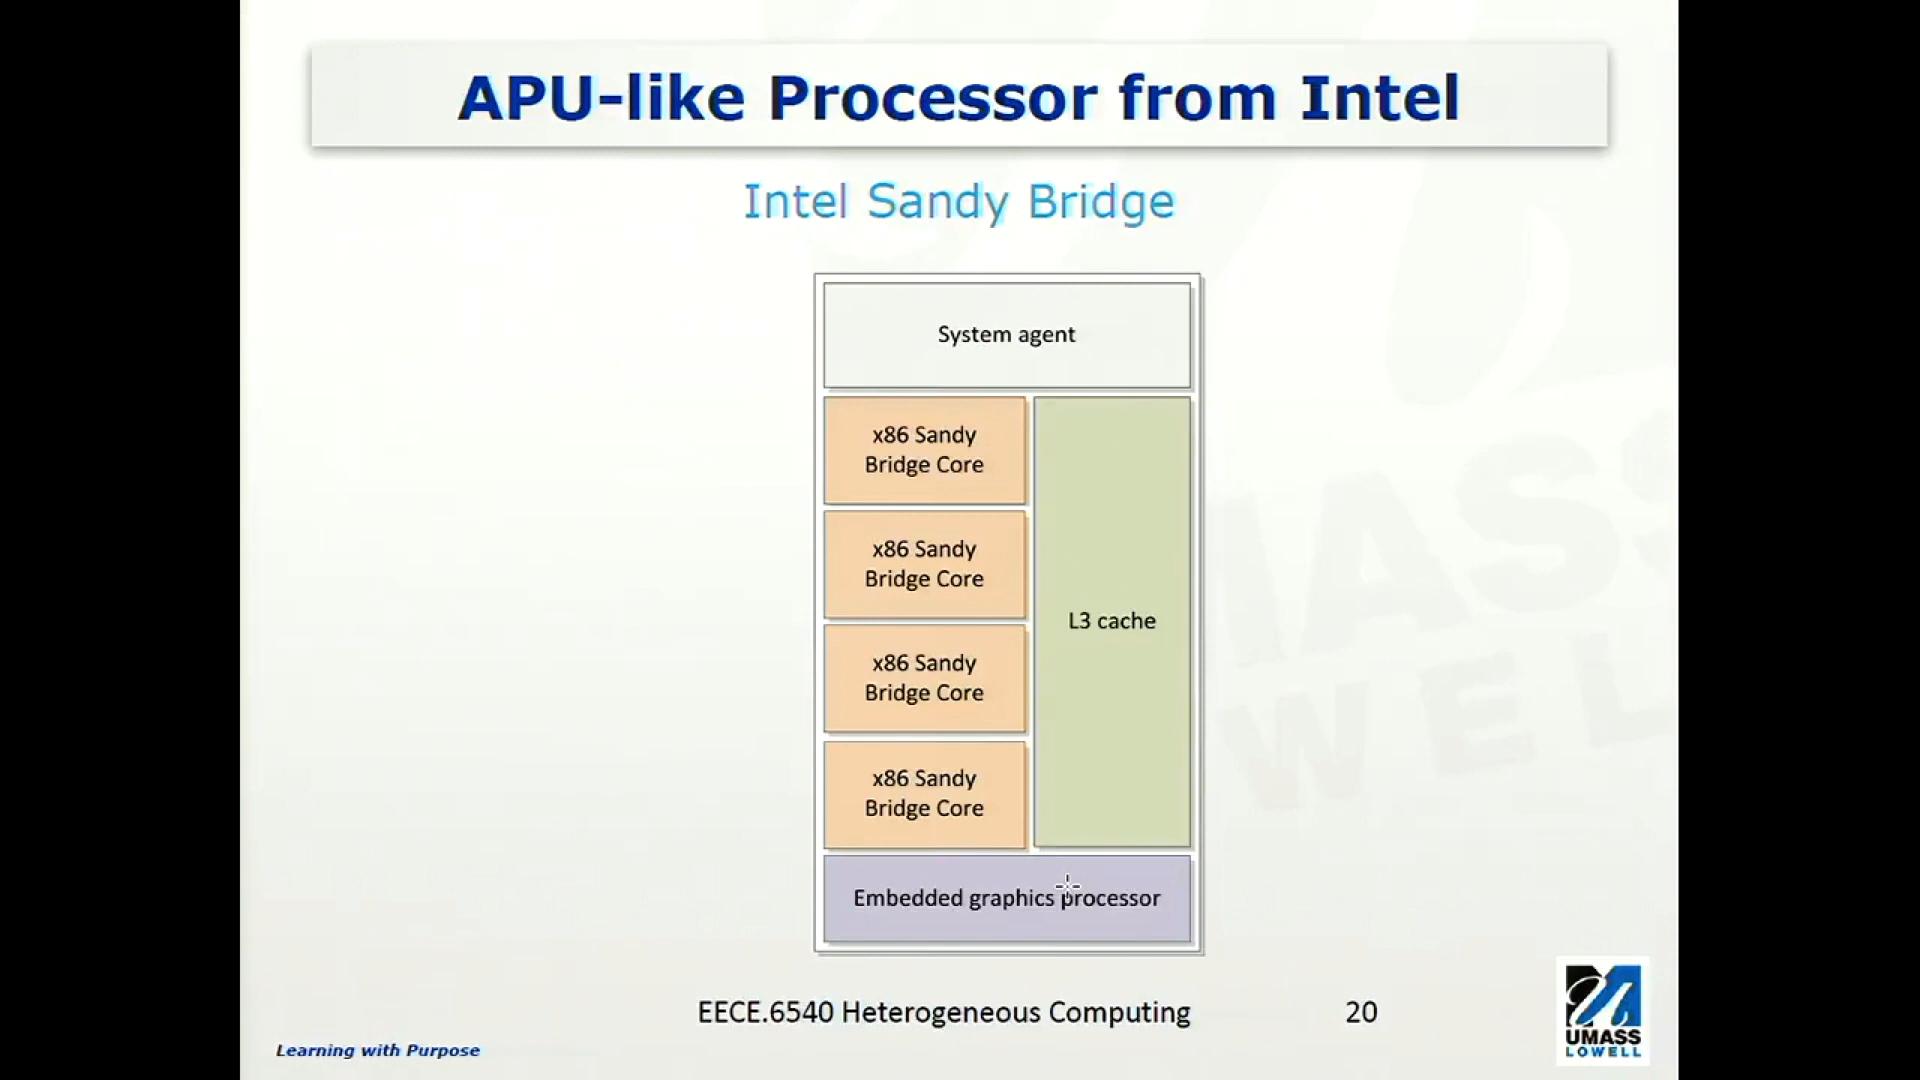 APU-like Processor from Intel
Intel Sandy Bridge
System agent
x86 Sandy
Bridge Core
x86 Sandy
Bridge Core
x86 Sandy
Bridge Core
x86 Sandy
Bridge Core
L3 cache
Embedded graphics processor
EECE.6540 Heterogeneous Computing
20
Learning with Purpose
UMASS
LOWELL